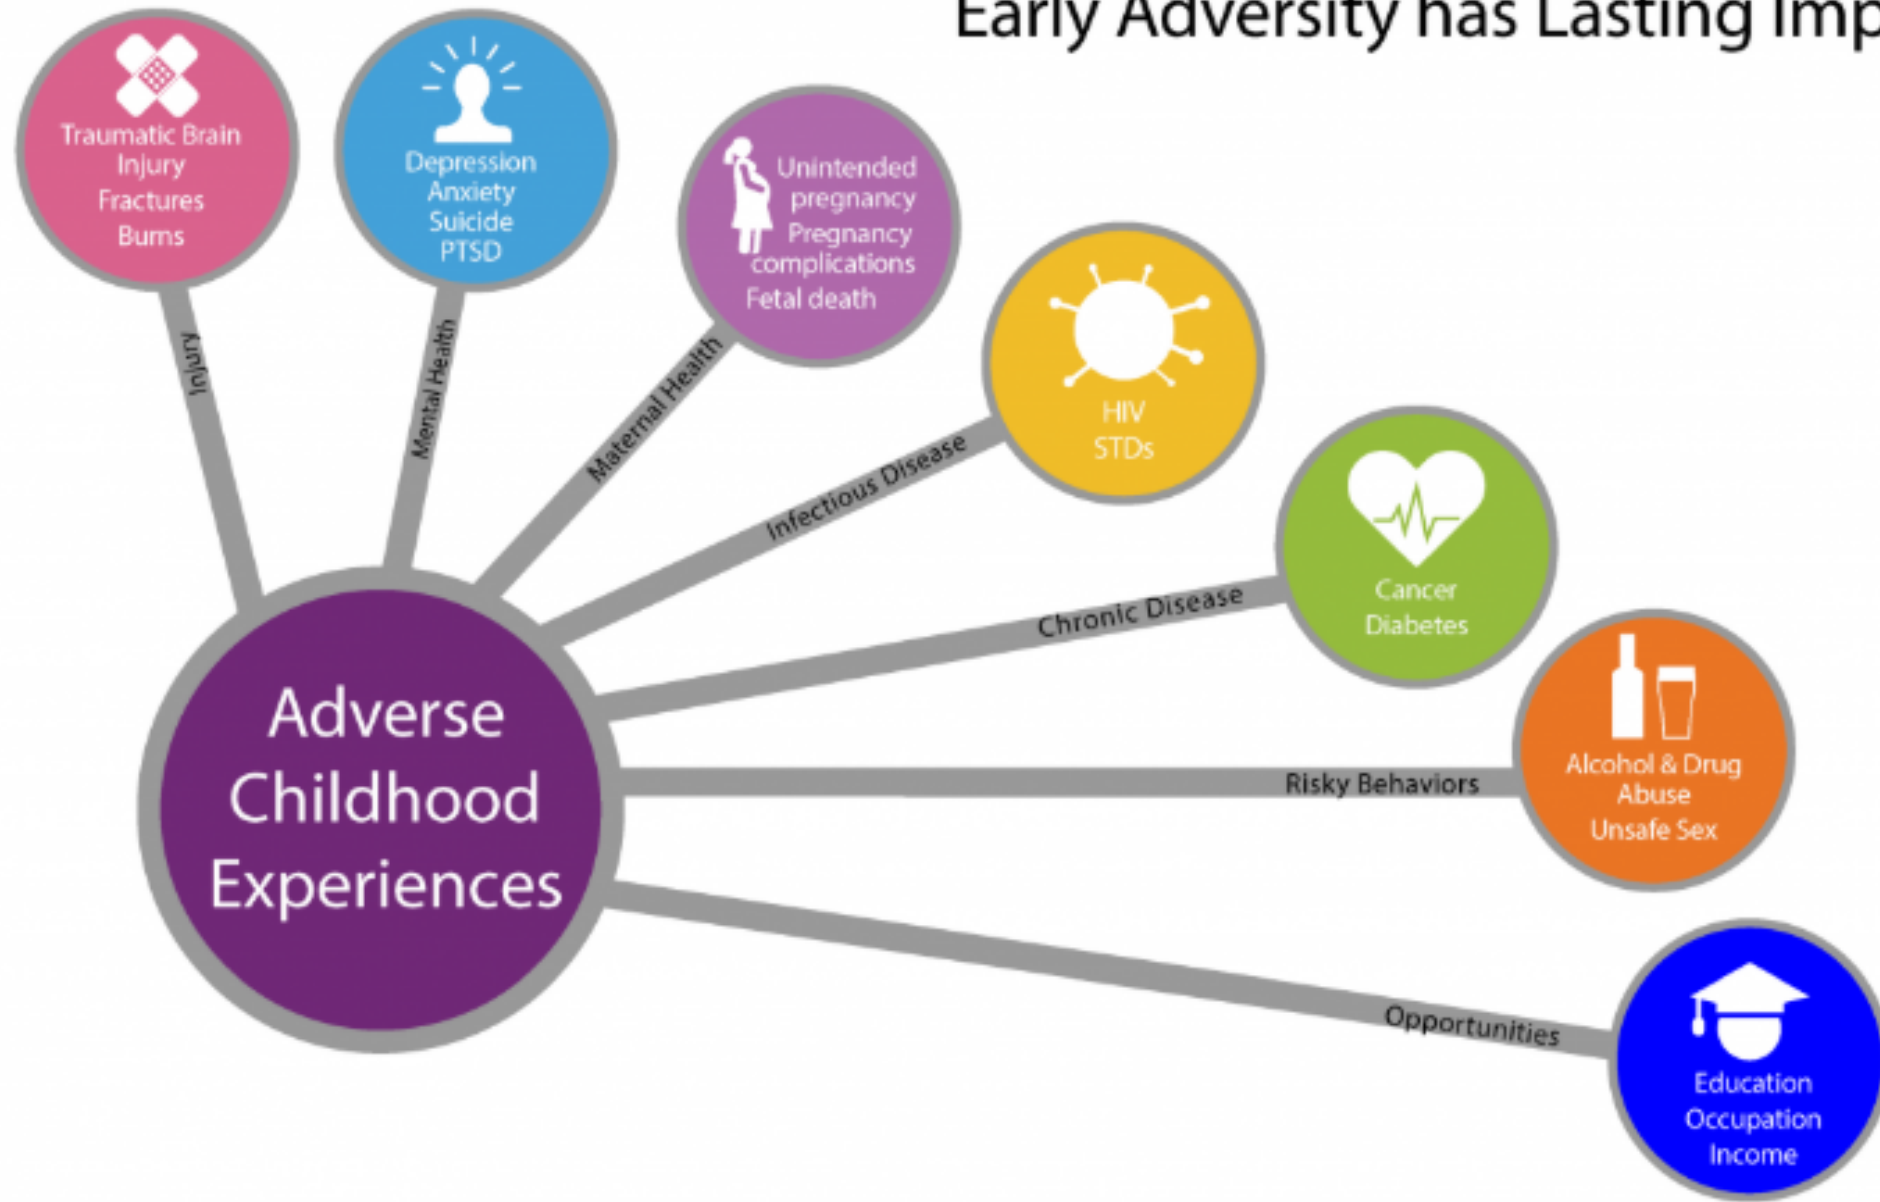 Early Adversity has Lasting Imp
Traumatic Brain
Injury
Fractures
Burns
Depression
Anxiety
Suicide
PTSD
Unintended
pregnancy
Pregnancy
complications
Fetal death
HIV
STDs
Cancer
Diabetes
Alcohol & Drug
Abuse
Unsafe Sex
Education
Occupation
Income
Injury
Mental Health
Maternal Health
Infectious Disease
Chronic Disease
Risky Behaviors
Opportunities
Adverse
Childhood
Experiences